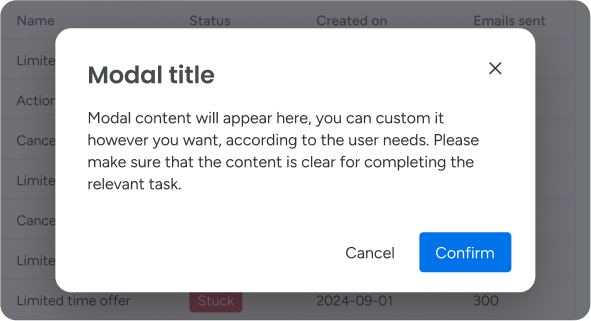 Name Status Created on Emails sent
Limite
Modal title
Action
Modal content will appear here, you can custom it
Cance
however you want, according to the user needs. Please
make sure that the content is clear for completing the
Limite
relevant task.
Cance
Cancel Confirm
Limite
Limited time offer Stuck 2024-09-01 300